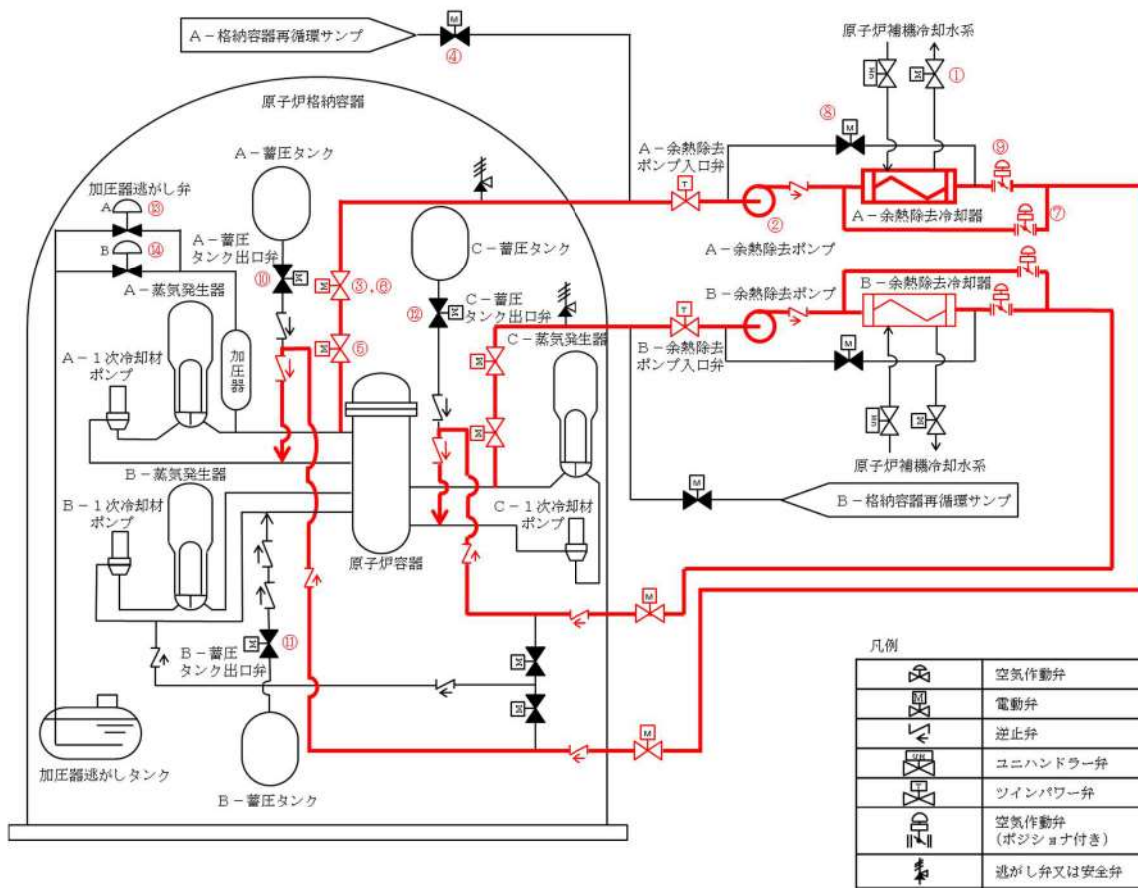 A-格納容器再循環サンプ
M
④
原子炉補機冷却水系
①
M
原子炉格納容器
⑧
M
A-余熱除去
ポンプ入口弁
T
⑨
A-蓄圧タンク
加圧器逃がし弁
A
⑬
B
⑭
A-蓄圧
タンク出口弁
⑩
M
C-蓄圧タンク
②
A-余熱除去冷却器
⑦
A-余熱除去ポンプ
M
③,⑥
B-余熱除去ポンプ
B-余熱除去冷却器
A-蒸気発生器
⑫
M
C-蓄圧
タンク出口弁
T
C-蒸気発生器
B-余熱除去
ポンプ入口弁
M
M
M
A-1次冷却材
ポンプ
加圧器
M
M
原子炉補機冷却水系
B-蒸気発生器
B-1次冷却材
ポンプ
C-1次冷却材
ポンプ
M
B-格納容器再循環サンプ
原子炉容器
M
M
⑪
B-蓄圧
タンク出口弁
M
M
M
加圧器逃がしタンク
B-蓄圧タンク
凡例
空気作動弁
M
電動弁
逆止弁
ユニハンドラー弁
T
ツインパワー弁
空気作動弁
(ポジショナ付き)
逃がし弁又は安全弁